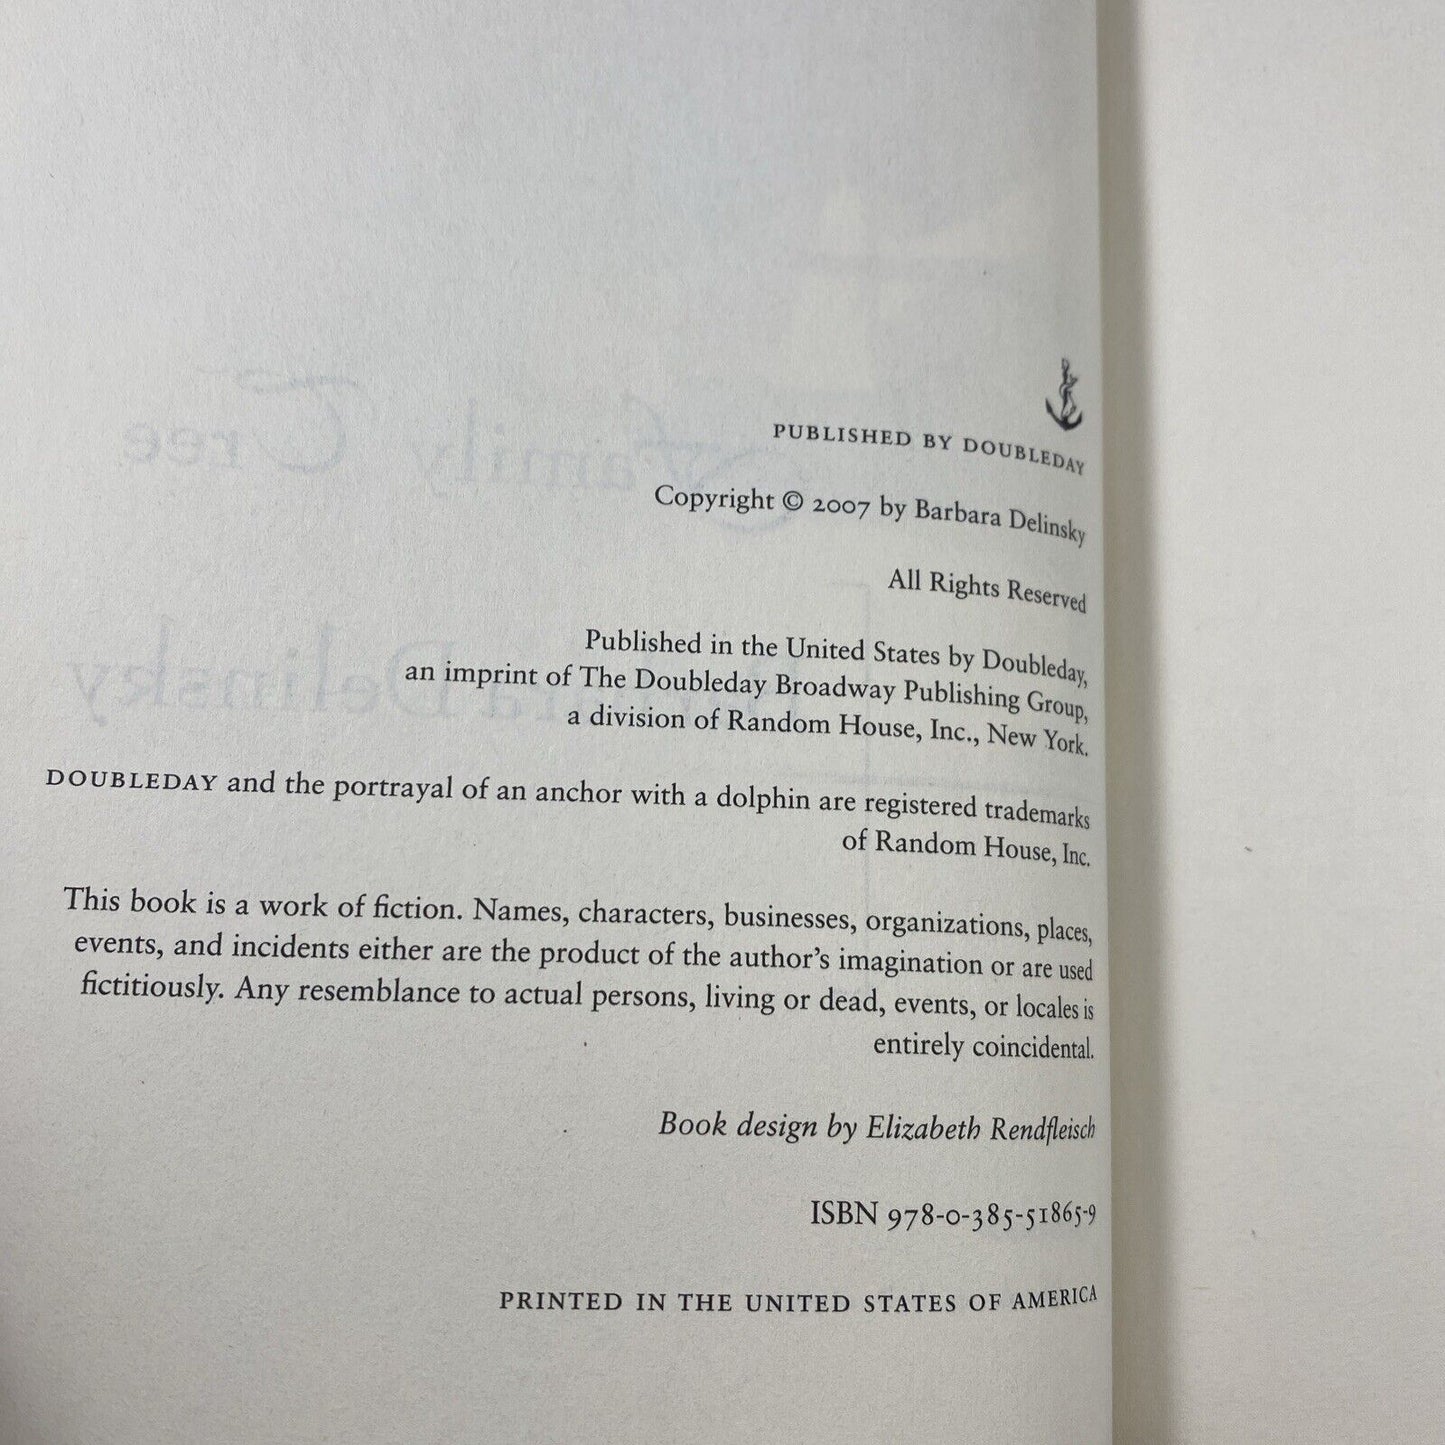 PUBLISHED BY DOUBLEDAY
Copyright © 2007 by Barbara Delinsky
All Rights Reserved
Published in the United States by Doubleday,
an imprint of The Doubleday Broadway Publishing Group,
a division of Random House, Inc., New York.
DOUBLEDAY and the portrayal of an anchor with a dolphin are registered trademarks
of Random House, Inc.
This book is a work of fiction. Names, characters, businesses, organizations, places,
events, and incidents either are the product of the author's imagination or are used
fictitiously. Any resemblance to actual persons, living or dead, events, or locales is
entirely coincidental.
Book design by Elizabeth Rendfleisch
ISBN 978-0-385-51865-9
PRINTED IN THE UNITED STATES OF AMERICA
Family Tree
Delinsky